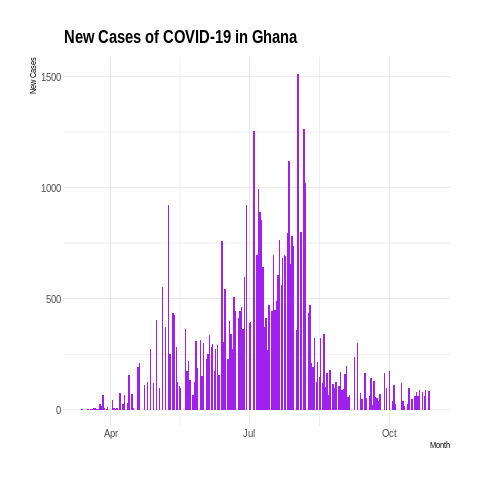 New Cases of COVID-19 in Ghana
New Cases
1500
1000
500
0
Apr
Jul
Oct
Month